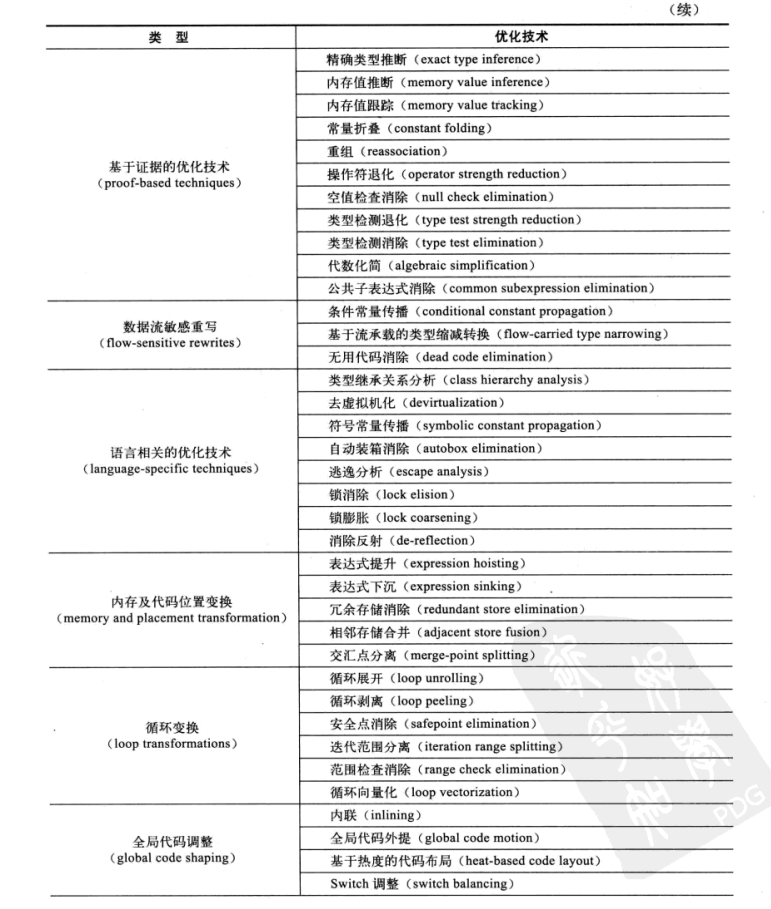 （续）
类 型 优化技术
精确类型推断（exact type inference）
内存值推断（memory value inference）
内存值跟踪（memory value tracking）
常量折叠（constant folding）
重组（reassociation）
基于证据的优化技术
（proof-based techniques）
操作符退化（operator strength reduction）
空值检查消除（null check elimination）
类型检测退化（type test strength reduction）
类型检测消除（type test elimination）
代数化简（algebraic simplification）
公共子表达式消除（common subexpression elimination）
数据流敏感重写
（flow-sensitive rewrites）
条件常量传播（conditional constant propagation）
基于流承载的类型缩减转换（flow-carried type narrowing）
无用代码消除（dead code elimination）
语言相关的优化技术
（language-specific techniques）
类型继承关系分析（class hierarchy analysis）
去虚拟机化（devirtualization）
符号常量传播（symbolic constant propagation）
自动装箱消除（autobox elimination）
逃逸分析（escape analysis）
锁消除（lock elision）
锁膨胀（lock coarsening）
消除反射（de-reflection）
内存及代码位置变换
（memory and placement transformation）
表达式提升（expression hoisting）
表达式下沉（expression sinking）
冗余存储消除（redundant store elimination）
相邻存储合并（adjacent store fusion）
交汇点分离（merge-point splitting）
循环变换
（loop transformations）
循环展开（loop unrolling）
循环剥离（loop peeling）
安全点消除（safepoint elimination）
迭代范围分离（iteration range splitting）
范围检查消除（range check elimination）
循环向量化（loop vectorization）
全局代码调整
（global code shaping）
内联（inlining）
全局代码外提（global code motion）
基于热度的代码布局（heat-based code layout）
Switch 调整（switch balancing）
PDG